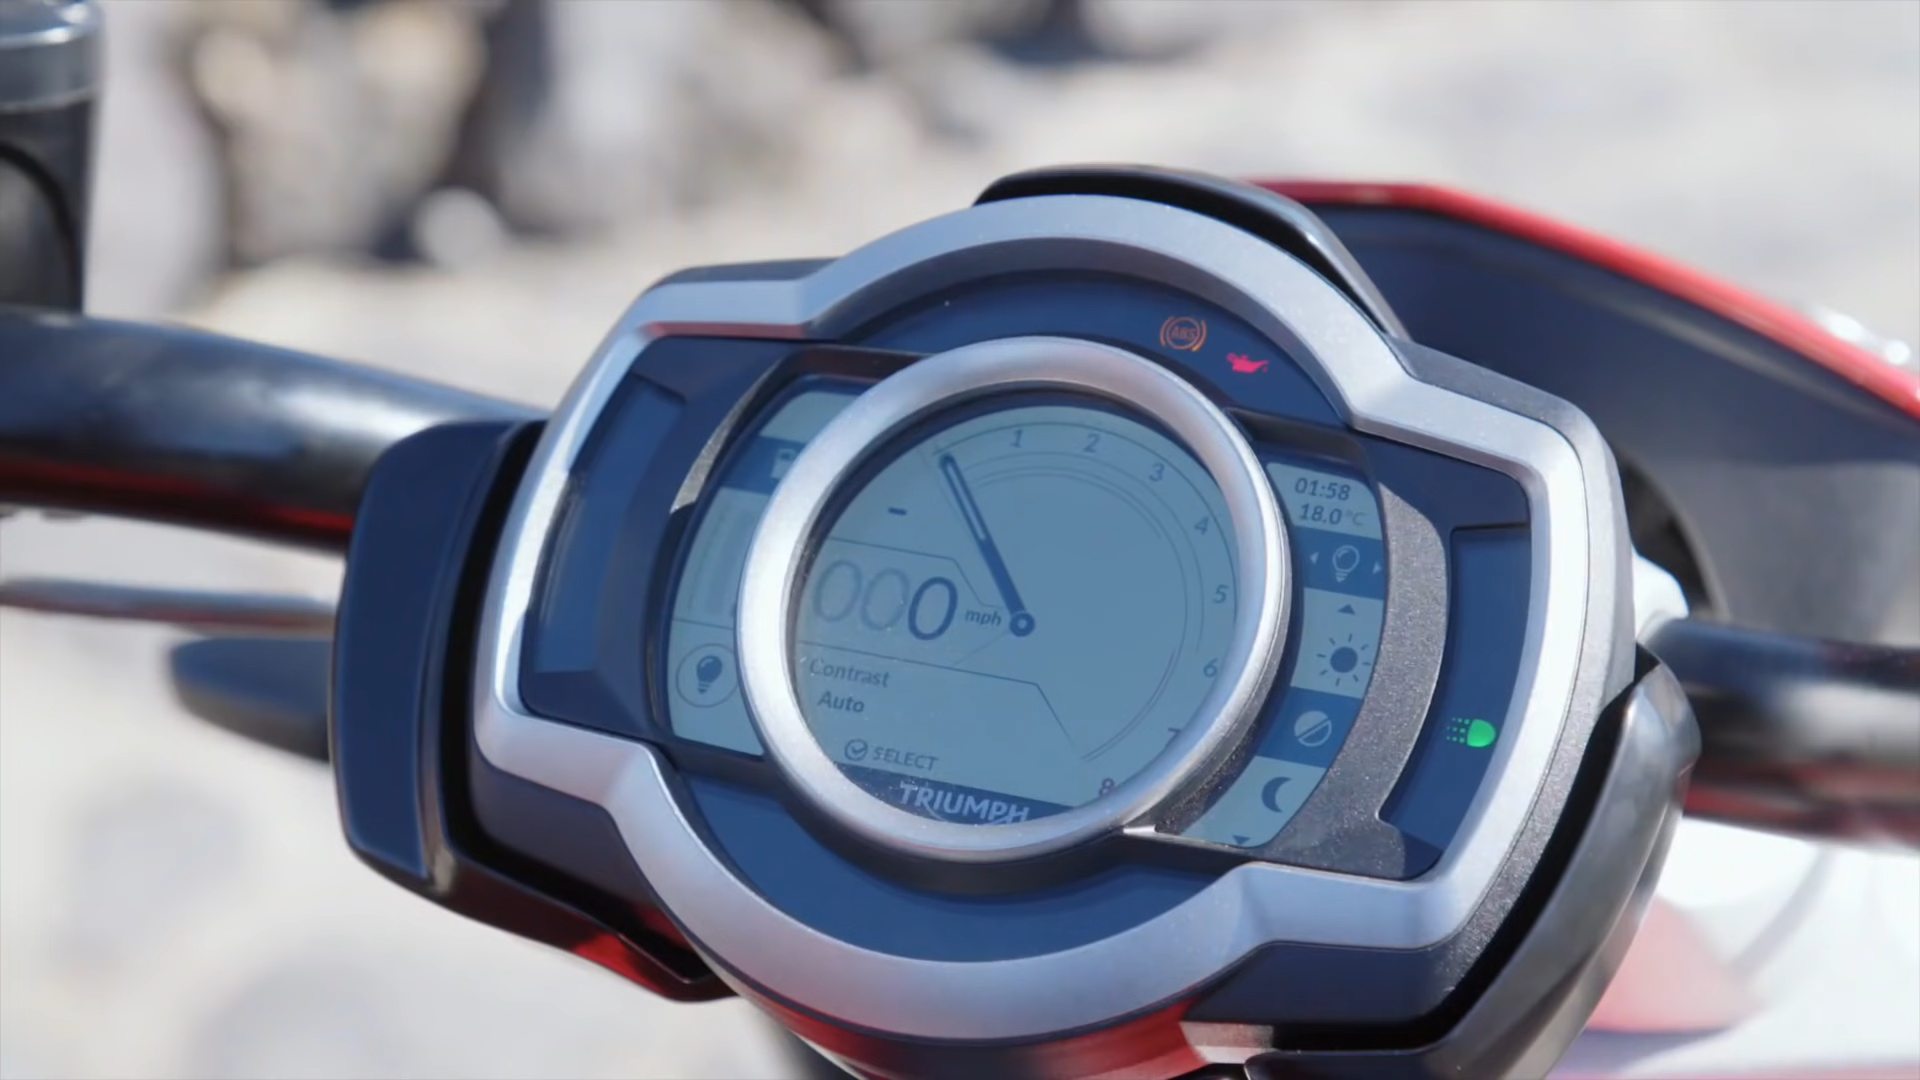 ABS
1 2 3 4 5 6 7 8
-
000 mph
Contrast
Auto
SELECT
TRIUMPH
01:58
18.0°C